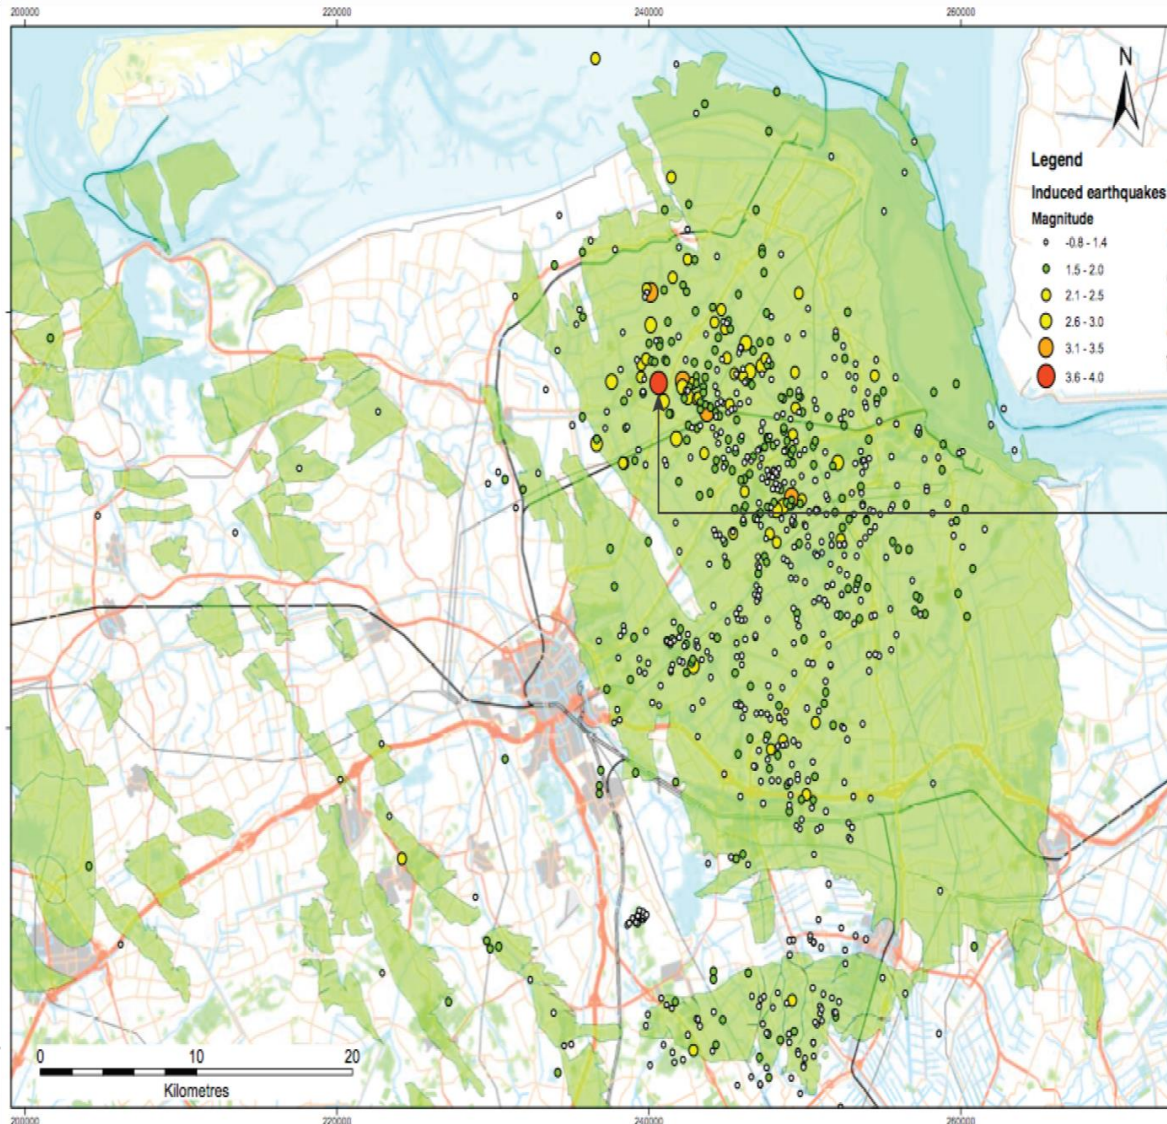 200000 220000 240000 260000
N
Legend
Induced earthquakes
Magnitude
-0.8 - 1.4
1.5 - 2.0
2.1 - 2.5
2.6 - 3.0
3.1 - 3.5
3.6 - 4.0
0 10 20
Kilometres
200000 220000 240000 260000